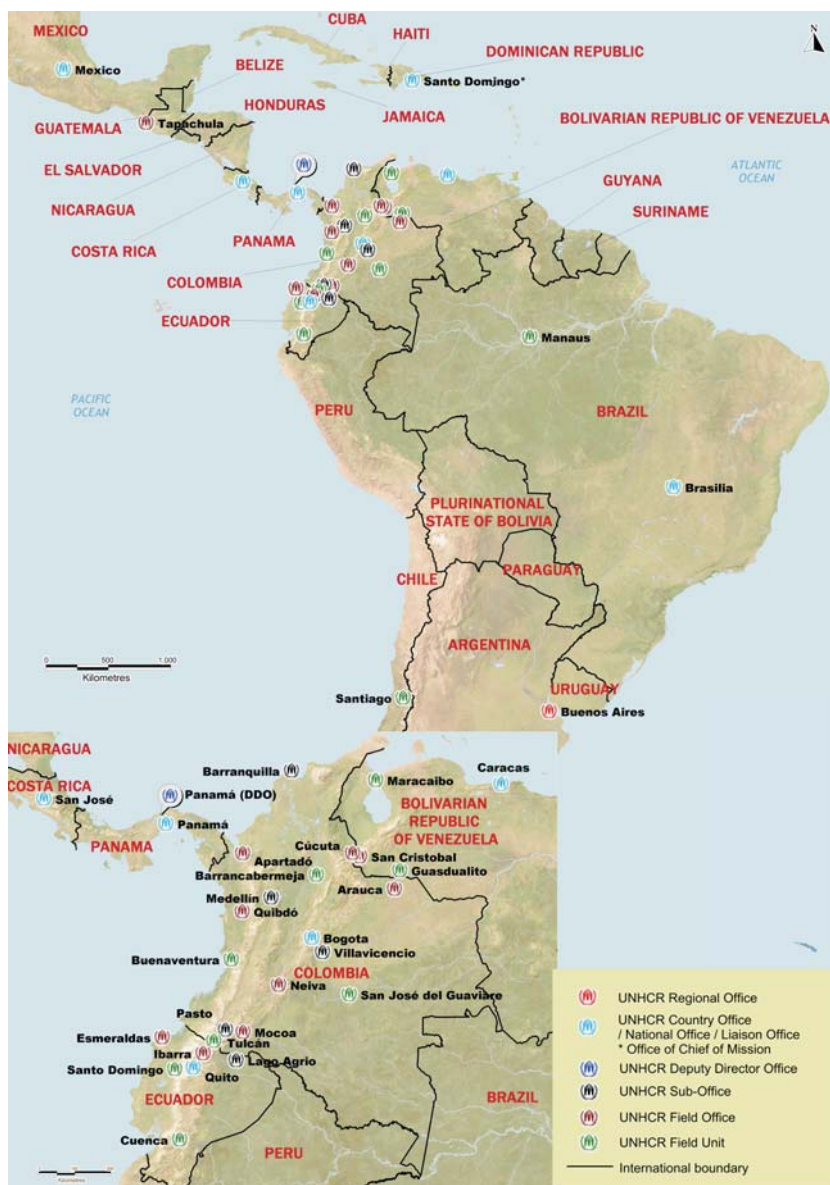 CUBA
MEXICO
HAITI
N
DOMINICAN REPUBLIC
BELIZE
Mexico
Santo Domingo*
HONDURAS
JAMAICA
BOLIVARIAN REPUBLIC OF VENEZUELA
GUATEMALA
Tapachula
EL SALVADOR
ATLANTIC
OCEAN
GUYANA
NICARAGUA
SURINAME
COSTA RICA
PANAMA
COLOMBIA
ECUADOR
Manaus
PACIFIC
OCEAN
PERU
BRAZIL
Brasilia
PLURINATIONAL
STATE OF BOLIVIA
PARAGUAY
CHILE
ARGENTINA
0 500 1.000
Kilometres
Santiago
URUGUAY
Buenos Aires
NICARAGUA
Barranquilla
Maracaibo
Caracas
COSTA RICA
San José
Panamá (DDO)
BOLIVARIAN
REPUBLIC
OF VENEZUELA
Panamá
PANAMA
Cúcuta
San Cristobal
Apartadó
Guasdualito
Barrancabermeja
Arauca
Medellín
Quibdó
Bogota
Villavicencio
Buenaventura
COLOMBIA
Neiva
San José del Guaviare
Pasto
Mocoa
Esmeraldas
Tulcán
Ibarra
Lago Agrio
Santo Domingo
Quito
ECUADOR
BRAZIL
Cuenca
PERU
Kilometres
UNHCR Regional Office
UNHCR Country Office
/ National Office / Liaison Office
* Office of Chief of Mission
UNHCR Deputy Director Office
UNHCR Sub-Office
UNHCR Field Office
UNHCR Field Unit
International boundary